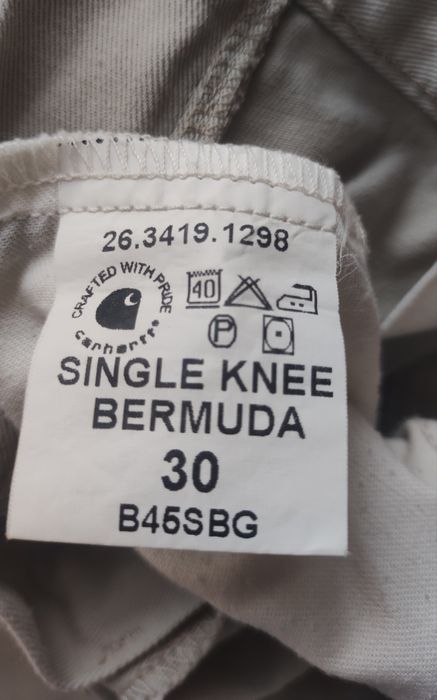 26.3419.1298
CRAFTED WITH PRIDE
carhartt
40
P
SINGLE KNEE
BERMUDA
30
B45SBG